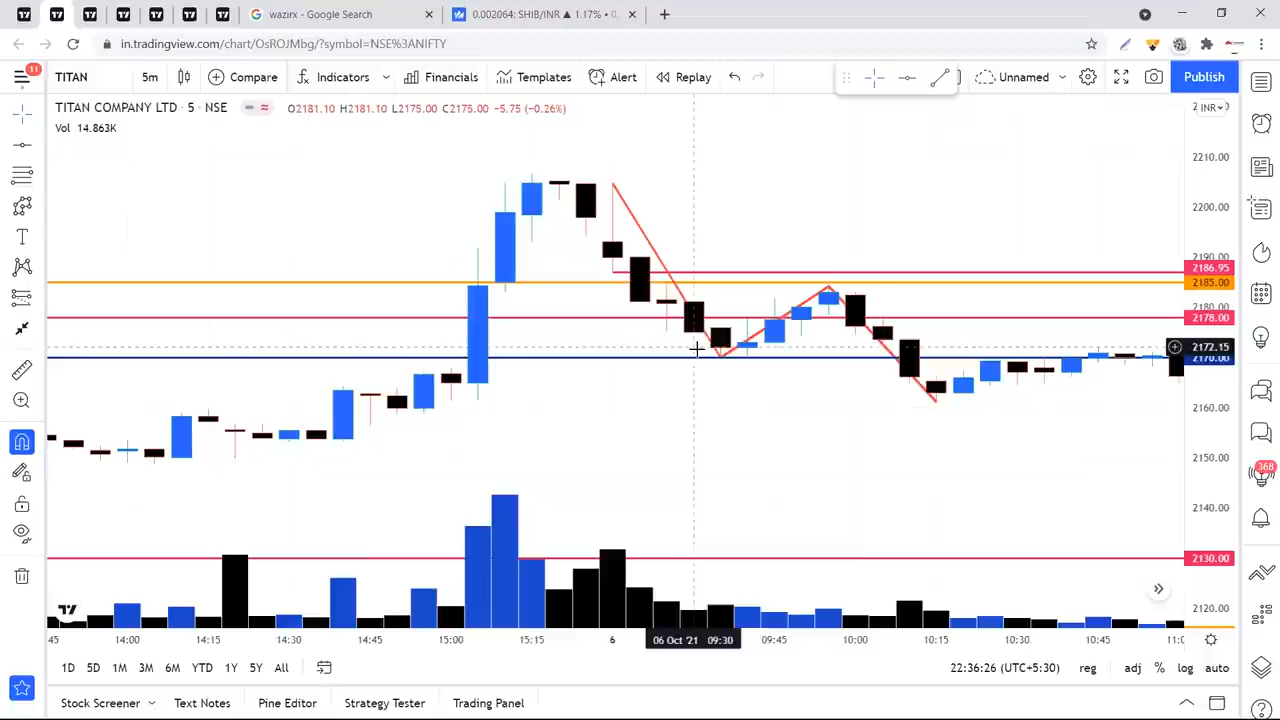 wazirx - Google Search
0.002064: SHIB/INR ▲ 1.17%
in.tradingview.com/chart/OsROJMbg/?symbol=NSE%3ANIFTY
11
TITAN
5m
Compare
Indicators
Financials
Templates
Alert
Replay
Unnamed
Publish
TITAN COMPANY LTD · 5 · NSE
O2181.10 H2181.10 L2175.00 C2175.00 -5.75 (-0.26%)
INR
Vol 14.863K
2210.00
2200.00
2190.00
2186.95
2185.00
2180.00
2178.00
2172.15
2170.00
2160.00
2150.00
2140.00
2130.00
2120.00
368
14:00
14:15
14:30
14:45
15:00
15:15
6
06 Oct '21 09:30
09:45
10:00
10:15
10:30
10:45
1D 5D 1M 3M 6M YTD 1Y 5Y All
22:36:26 (UTC+5:30)
reg
adj
%
log
auto
Stock Screener
Text Notes
Pine Editor
Strategy Tester
Trading Panel